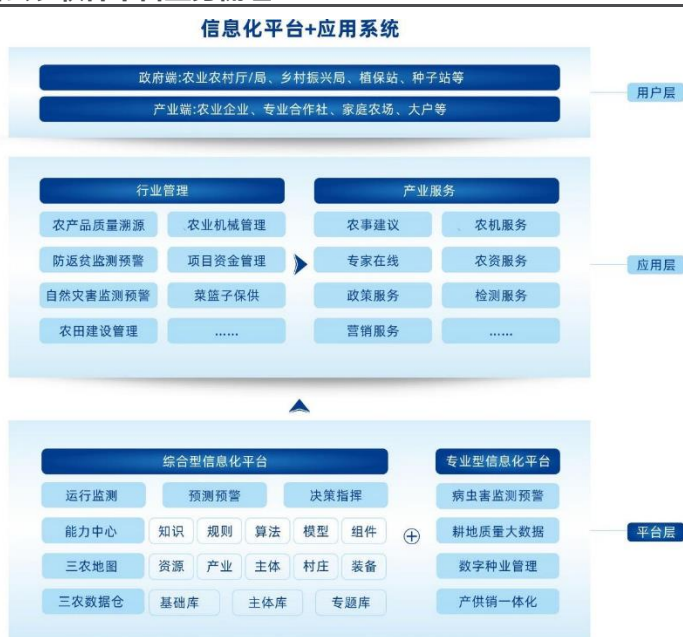 信息化平台+应用系统
政府端:农业农村厅/局、乡村振兴局、植保站、种子站等
用户层
产业端:农业企业、专业合作社、家庭农场、大户等
行业管理
产业服务
农产品质量溯源 农业机械管理 农事建议 、农机服务
防返贫监测预警 项目资金管理 专家在线 农资服务
应用层
自然灾害监测预警 菜篮子保供 政策服务 检测服务
农田建设管理 …… 营销服务 ……
综合型信息化平台 专业型信息化平台
运行监测 预测预警 决策指挥 病虫害监测预警
能力中心 知识 规则 算法 模型 组件 耕地质量大数据
平台层
三农地图 资源 产业 主体 村庄 装备 数字种业管理
三农数据仓 基础库 主体库 专题库 产供销一体化